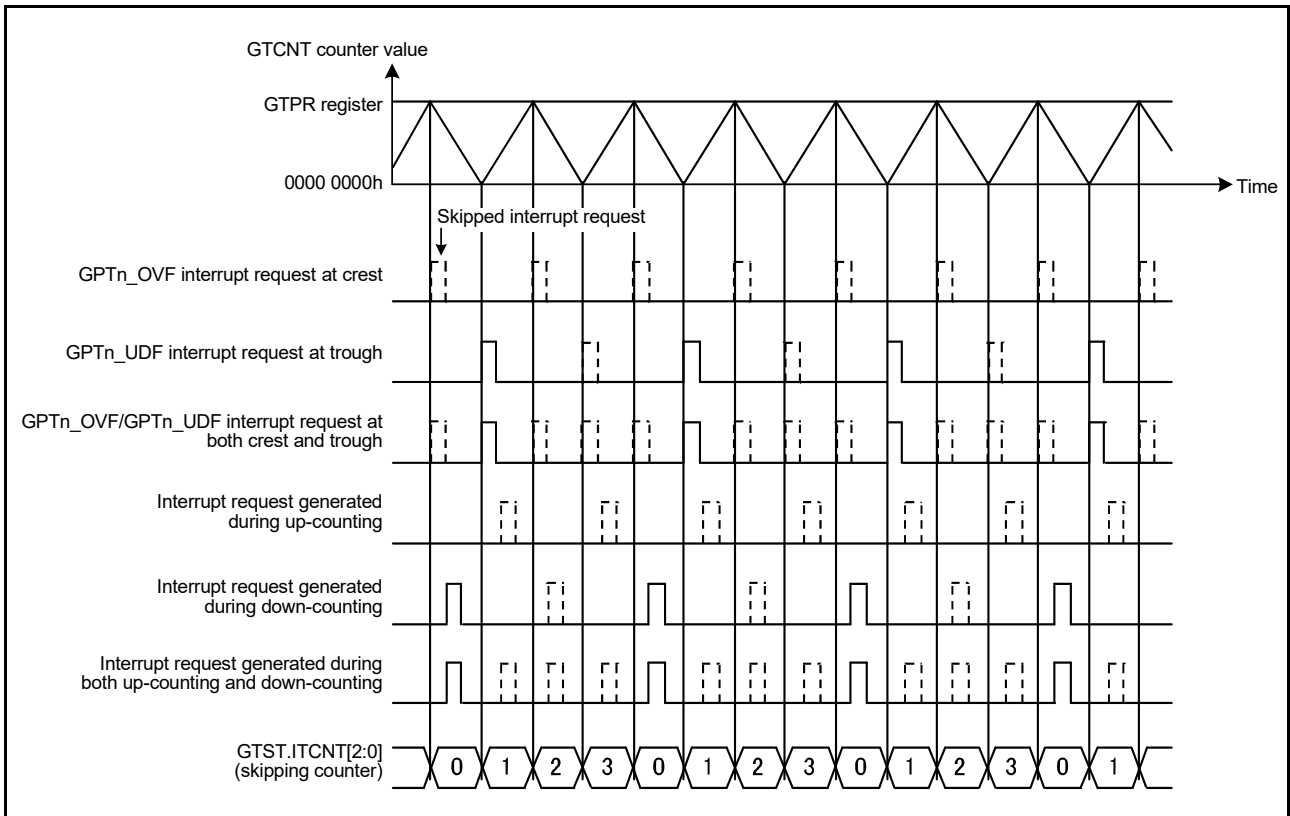 GTCNT counter value
GTPR register
0000 0000h
Time
Skipped interrupt request
GPTn_OVF interrupt request at crest
GPTn_UDF interrupt request at trough
GPTn_OVF/GPTn_UDF interrupt request at
both crest and trough
Interrupt request generated
during up-counting
Interrupt request generated
during down-counting
Interrupt request generated during
both up-counting and down-counting
GTST.ITCNT[2:0]
(skipping counter)
0 1 2 3 0 1 2 3 0 1 2 3 0 1